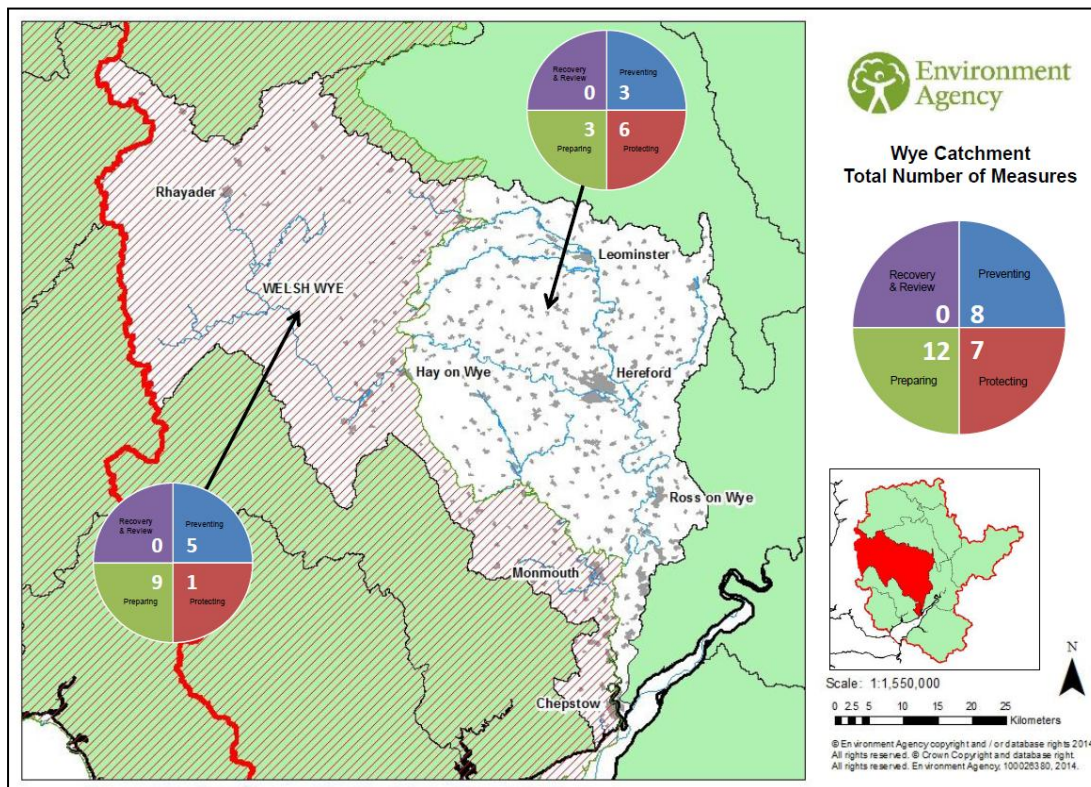 Recovery
& Review
0
Preventing
3
3
Preparing
6
Protecting
Rhayader
Leominster
WELSH WYE
Hay on Wye
Hereford
Ross on Wye
Monmouth
Chepstow
Recovery
& Review
0
Preventing
5
9
Preparing
1
Protecting
Environment
Agency
Wye Catchment
Total Number of Measures
Recovery
& Review
0
Preventing
8
12
Preparing
7
Protecting
N
Scale: 1:1,550,000
0 2.5 5 10 15 20 25
Kilometers
© Environment Agency copyright and / or database rights 2014
All rights reserved. © Crown Copyright and database right.
All rights reserved. Environment Agency, 100026380, 2014.